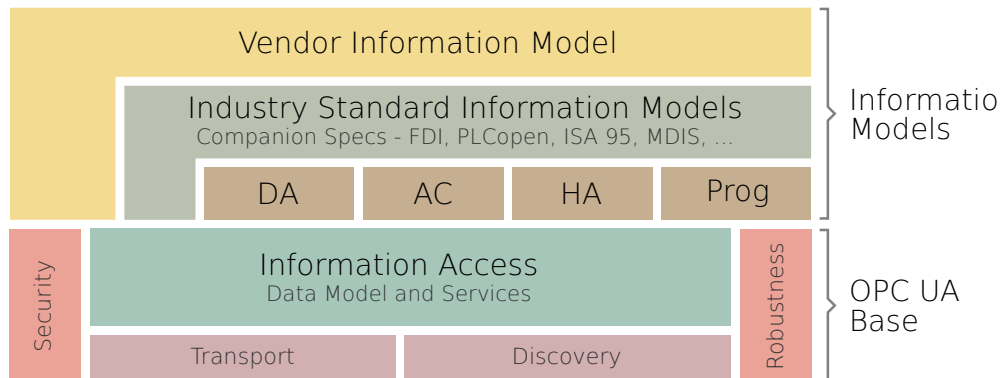 Vendor Information Model
Industry Standard Information Models
Companion Specs - FDI, PLCopen, ISA 95, MDIS, ...
DA
AC
HA
Prog
Informatio
Models
Security
Information Access
Data Model and Services
Robustness
OPC UA
Base
Transport
Discovery